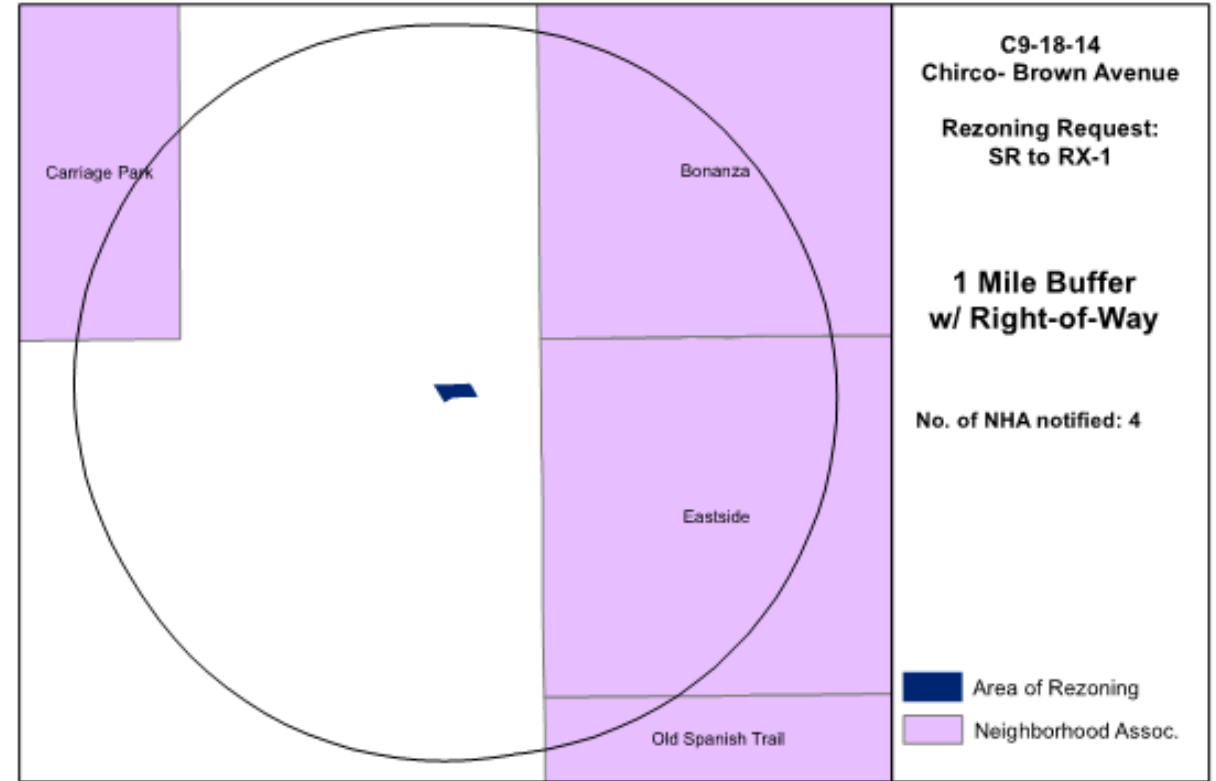 Carriage Park
Bonanza
Eastside
Old Spanish Trail
C9-18-14
Chirco- Brown Avenue
Rezoning Request:
SR to RX-1
1 Mile Buffer
w/ Right-of-Way
No. of NHA notified: 4
Area of Rezoning
Neighborhood Assoc.